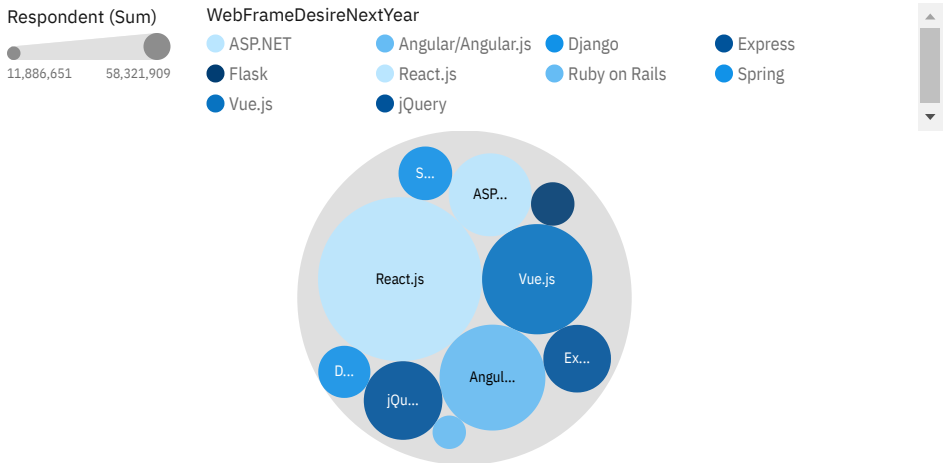 Respondent (Sum)
11,886,651 58,321,909
WebFrameDesireNextYear
ASP.NET Angular/Angular.js Django Express
Flask React.js Ruby on Rails Spring
Vue.js jQuery
S...
ASP...
React.js
Vue.js
Ex...
D...
Angul...
jQu...